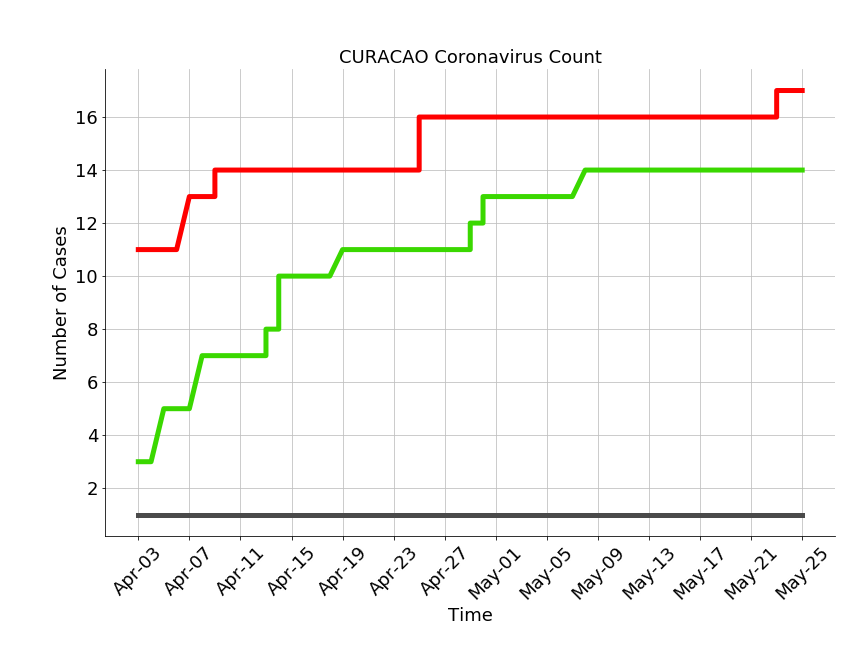 CURACAO Coronavirus Count
Number of Cases
16
14
12
10
8
6
4
2
Apr-03
Apr-07
Apr-11
Apr-15
Apr-19
Apr-23
Apr-27
May-01
May-05
May-09
May-13
May-17
May-21
May-25
Time